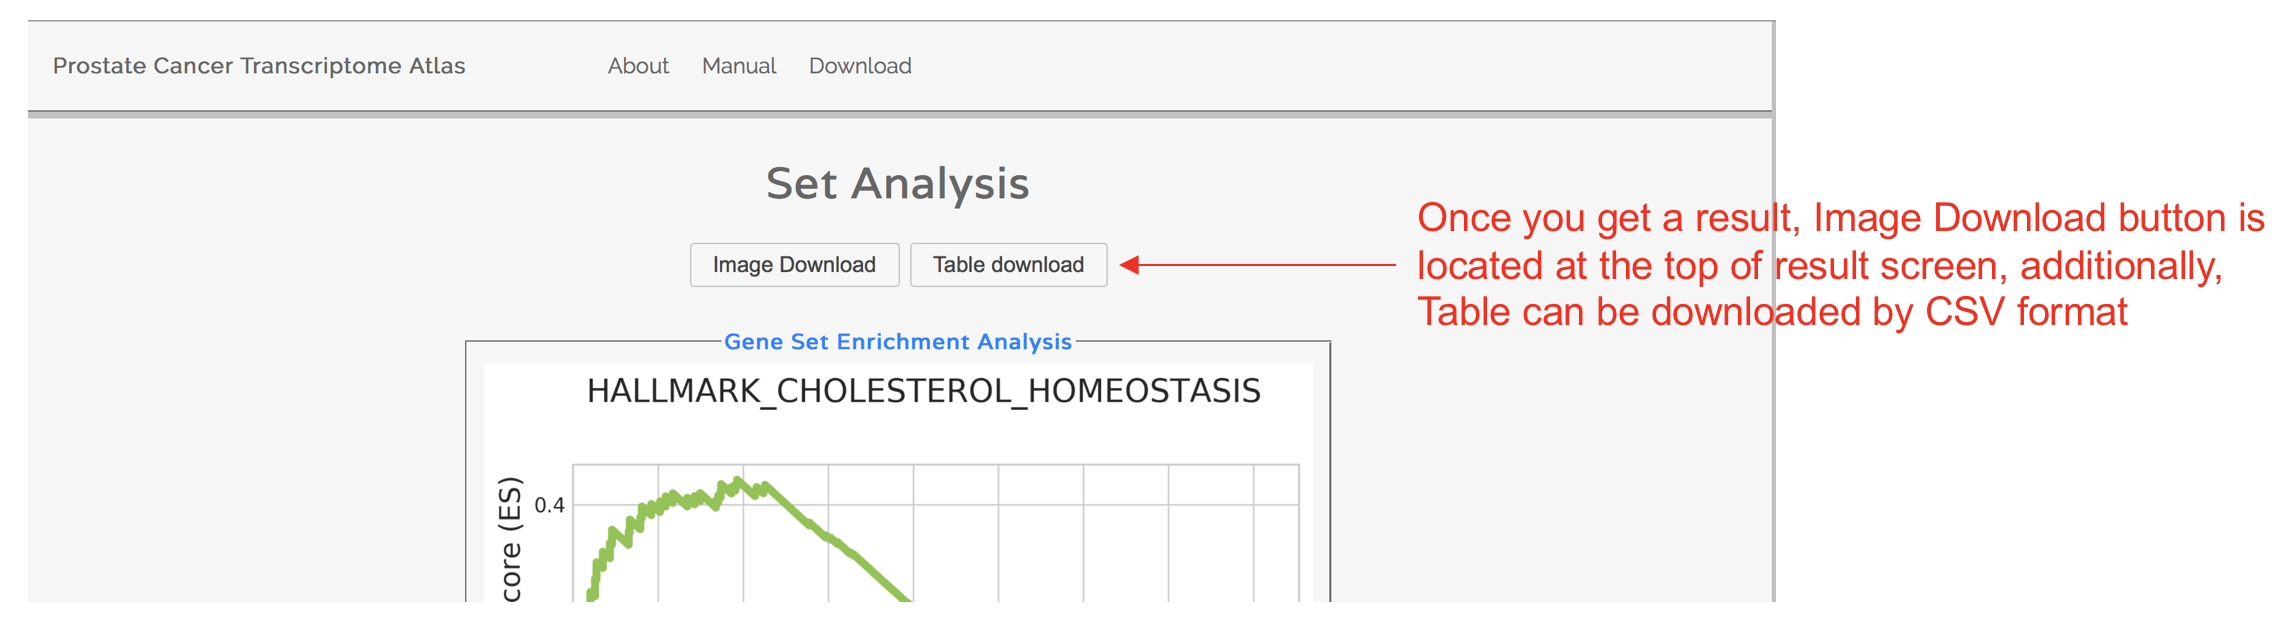 Prostate Cancer Transcriptome Atlas About Manual Download
Set Analysis
Image Download Table download
Once you get a result, Image Download button is
located at the top of result screen, additionally,
Table can be downloaded by CSV format
Gene Set Enrichment Analysis
HALLMARK_CHOLESTEROL_HOMEOSTASIS
core (ES)
0.4